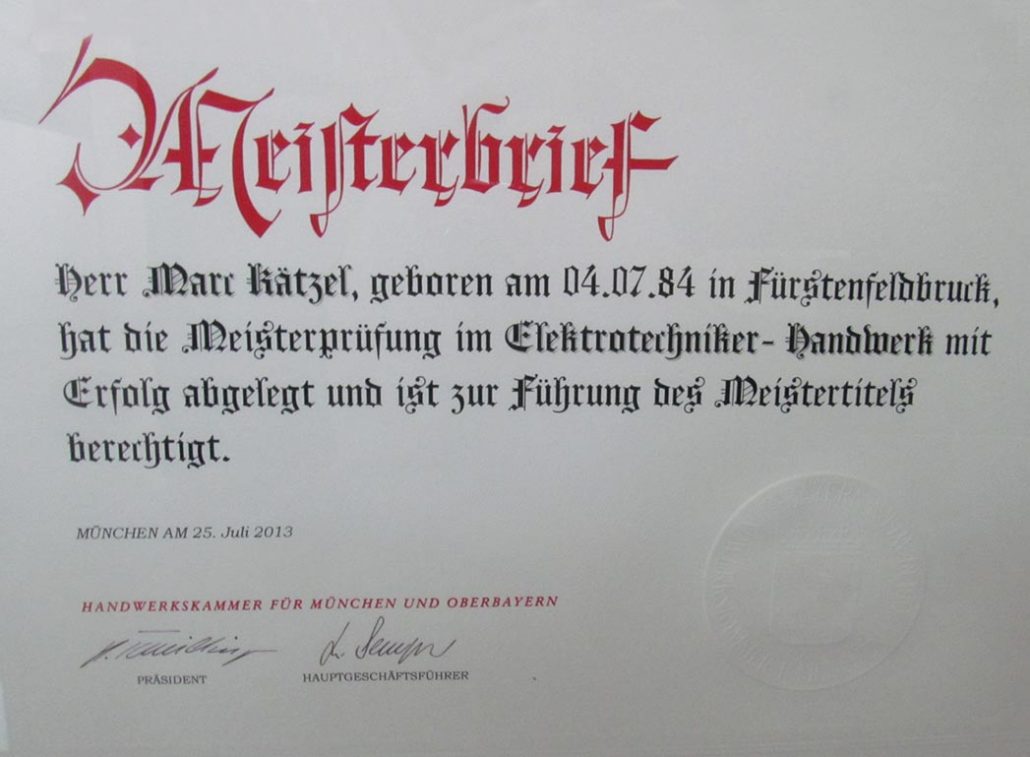 Meisterbrief
Herr Marc Kätzel, geboren am 04.07.84 in Fürstenfeldbruck,
hat die Meisterprüfung im Elektrotechniker- Handwerk mit
Erfolg abgelegt und ist zur Führung des Meistertitels
berechtigt.
MÜNCHEN AM 25. Juli 2013
HANDWERKSKAMMER FÜR MÜNCHEN UND OBERBAYERN
PRÄSIDENT HAUPTGESCHÄFTSFÜHRER